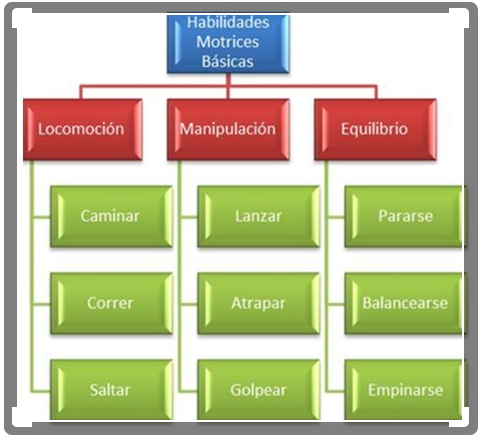 Habilidades
Motrices
Básicas
Locomoción
Manipulación
Equilibrio
Caminar
Lanzar
Pararse
Correr
Atrapar
Balancearse
Saltar
Golpear
Empinarse